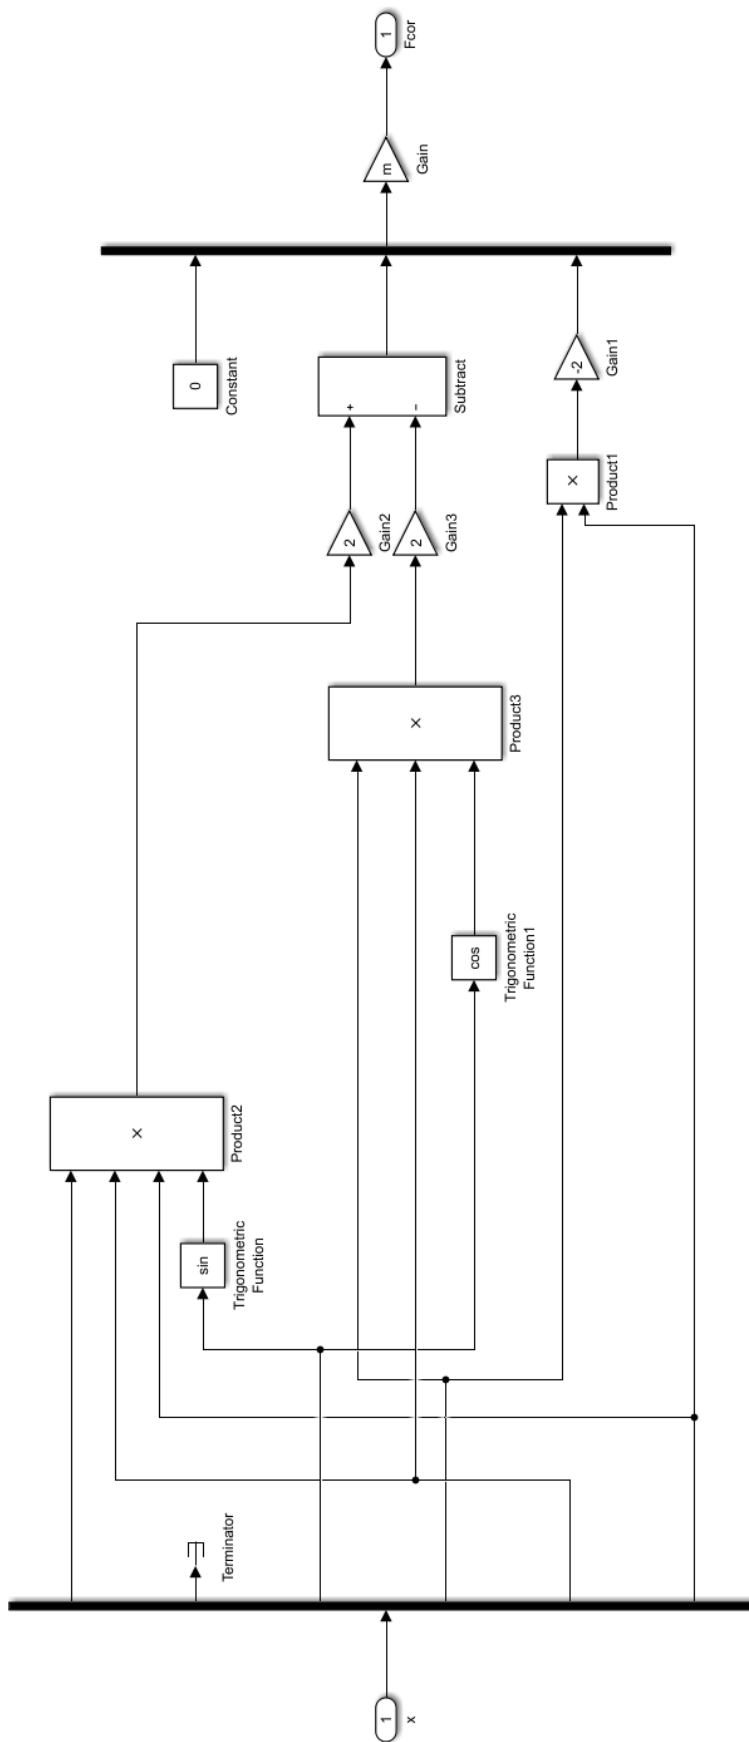 1
x
Terminator
sin
Trigonometric
Function
×
Product2
cos
Trigonometric
Function1
×
Product3
2
Gain2
2
Gain3
×
Product1
-2
Gain1
+
−
Subtract
0
Constant
m
Gain
1
Fcor